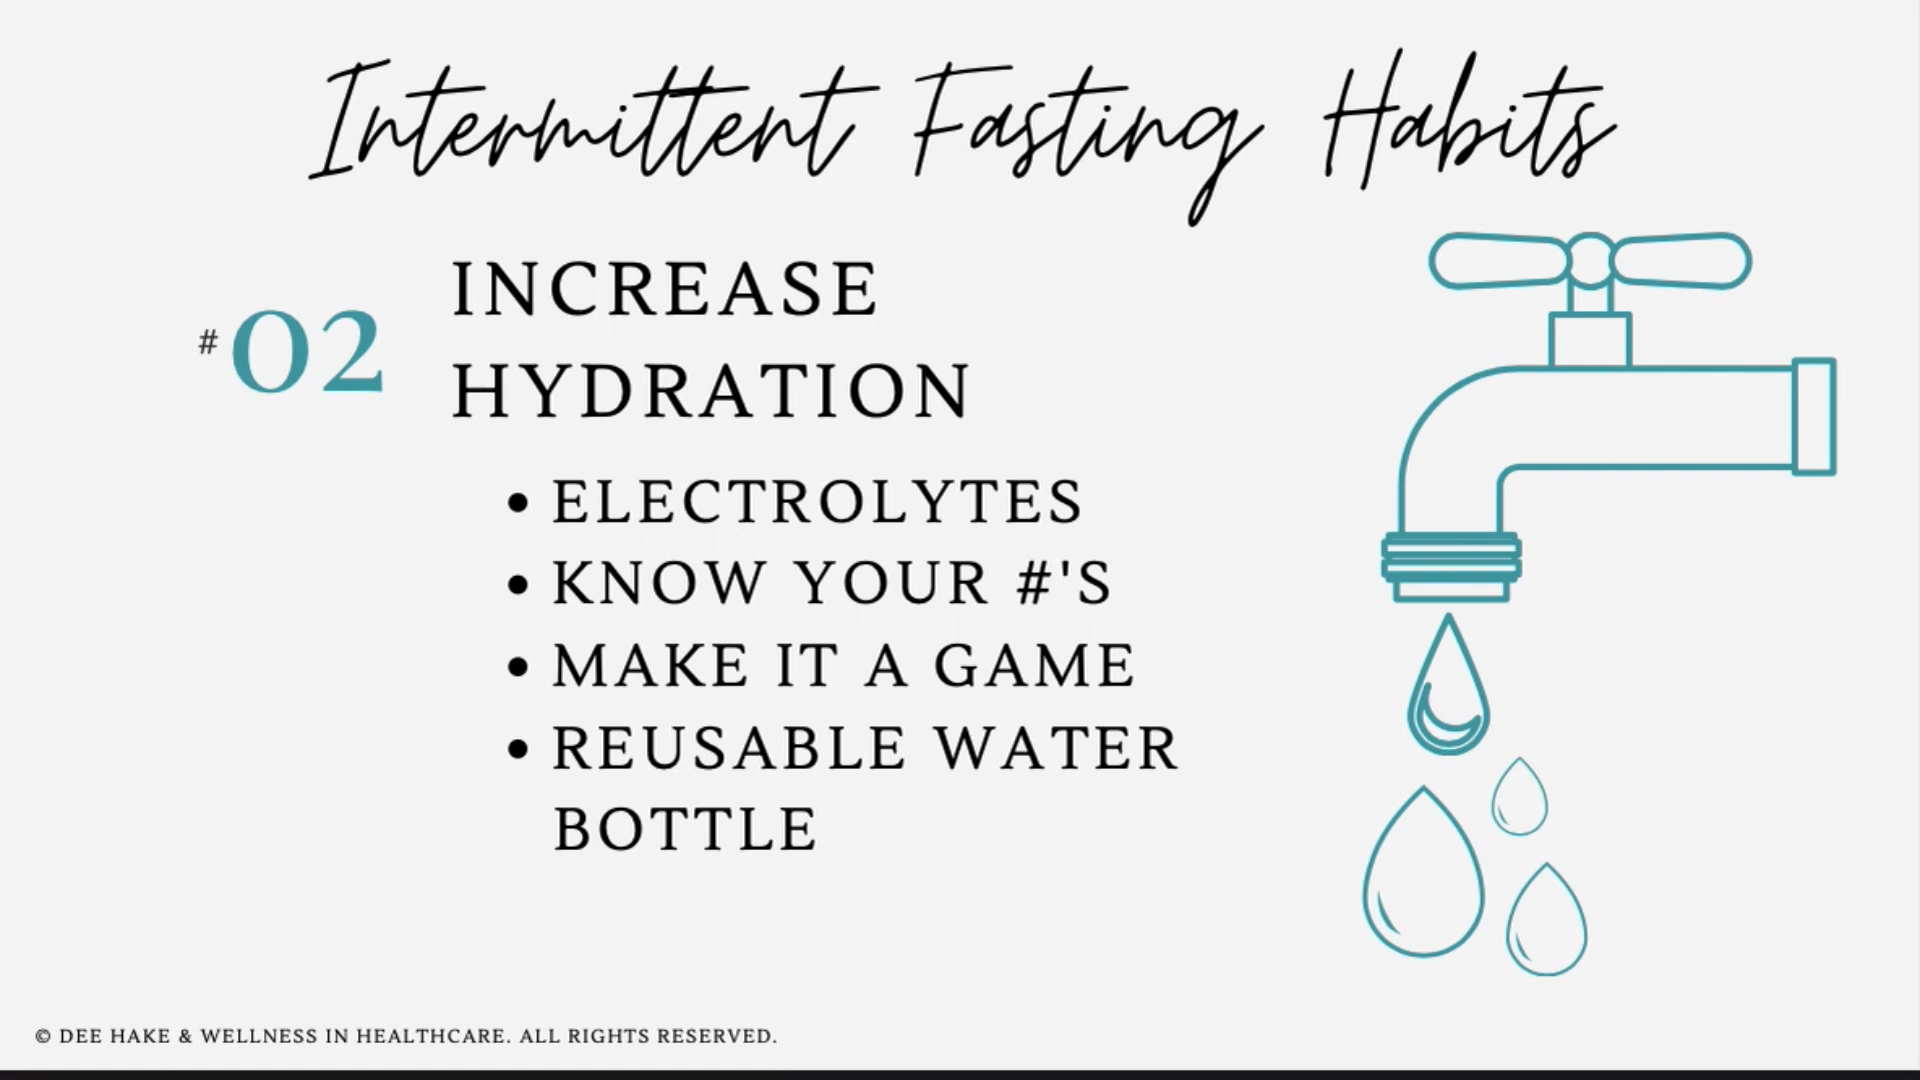 Intermittent Fasting Habits
#02
INCREASE
HYDRATION
• ELECTROLYTES
• KNOW YOUR #'S
• MAKE IT A GAME
• REUSABLE WATER
BOTTLE
© DEE HAKE & WELLNESS IN HEALTHCARE. ALL RIGHTS RESERVED.